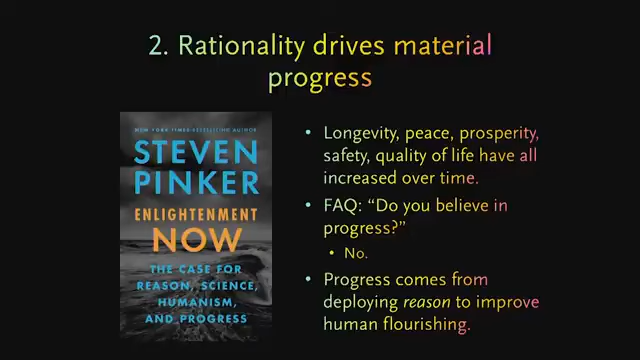 2. Rationality drives material
progress
NEW YORK TIMES-BESTSELLING AUTHOR
STEVEN
PINKER
ENLIGHTENMENT
NOW
THE CASE FOR
REASON, SCIENCE,
HUMANISM,
AND PROGRESS
• Longevity, peace, prosperity,
safety, quality of life have all
increased over time.
• FAQ: “Do you believe in
progress?”
• No.
• Progress comes from
deploying reason to improve
human flourishing.